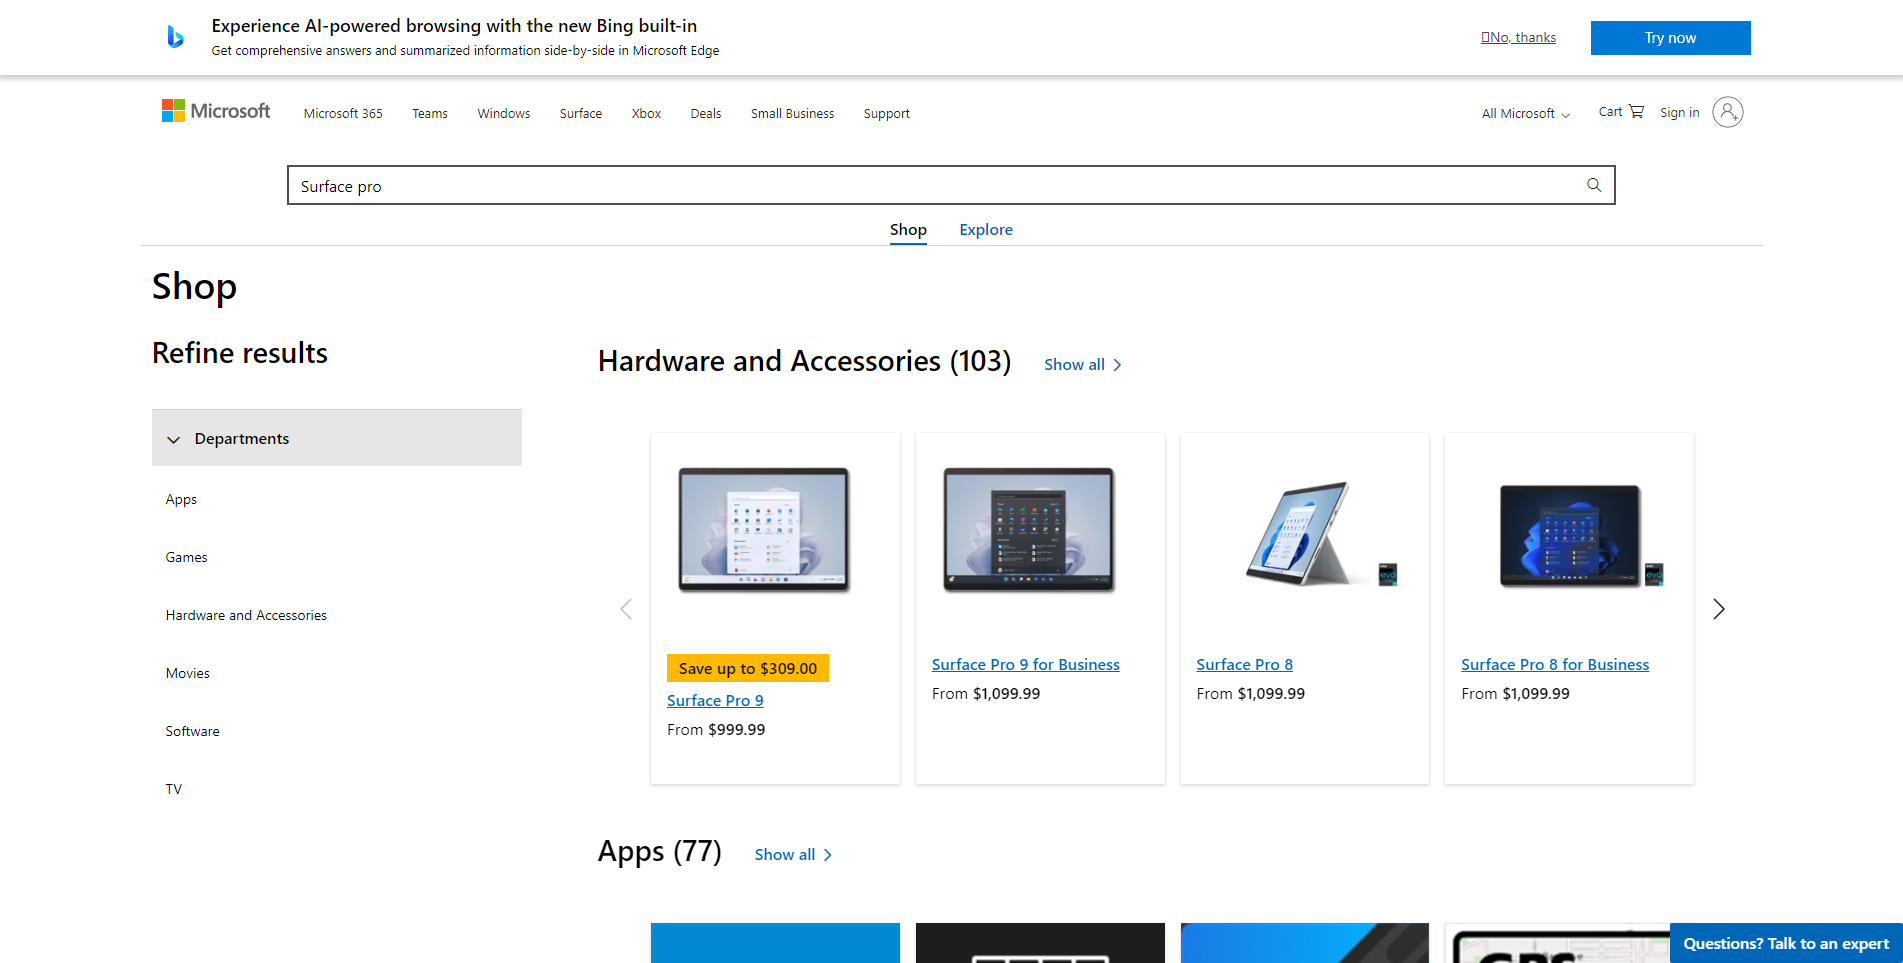 Experience AI-powered browsing with the new Bing built-in
Get comprehensive answers and summarized information side-by-side in Microsoft Edge
No, thanks
Try now
Microsoft
Microsoft 365
Teams
Windows
Surface
Xbox
Deals
Small Business
Support
All Microsoft
Cart
Sign in
Surface pro
Shop
Explore
Shop
Refine results
Departments
Apps
Games
Hardware and Accessories
Movies
Software
TV
Hardware and Accessories (103)
Show all
Save up to $309.00
Surface Pro 9
From $999.99
Surface Pro 9 for Business
From $1,099.99
evo
Surface Pro 8
From $1,099.99
evo
Surface Pro 8 for Business
From $1,099.99
Apps (77)
Show all
GPS
Questions? Talk to an expert